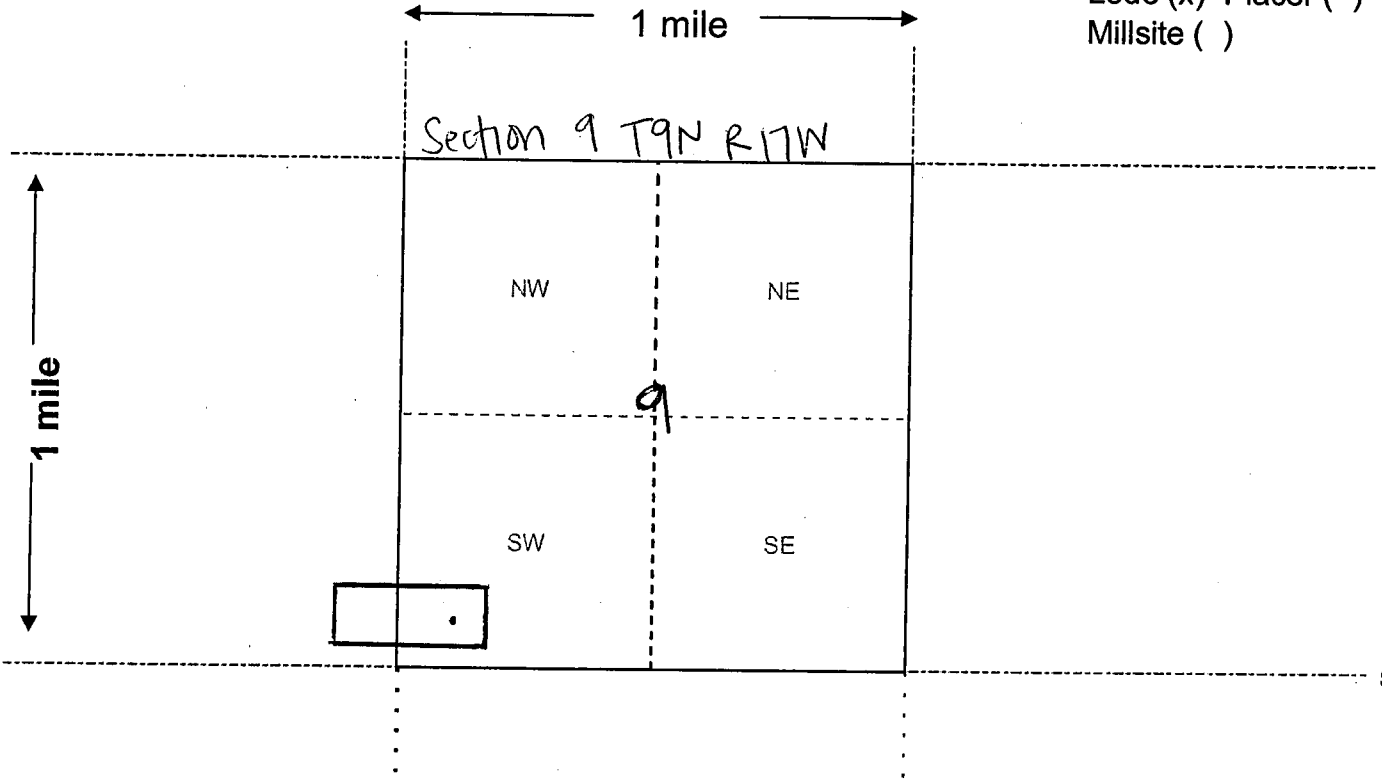 1 mile
Lode (x) Placer ( )
Millsite ( )
Section 9 T9N R17W
NW
NE
1 mile
9
SW
SE